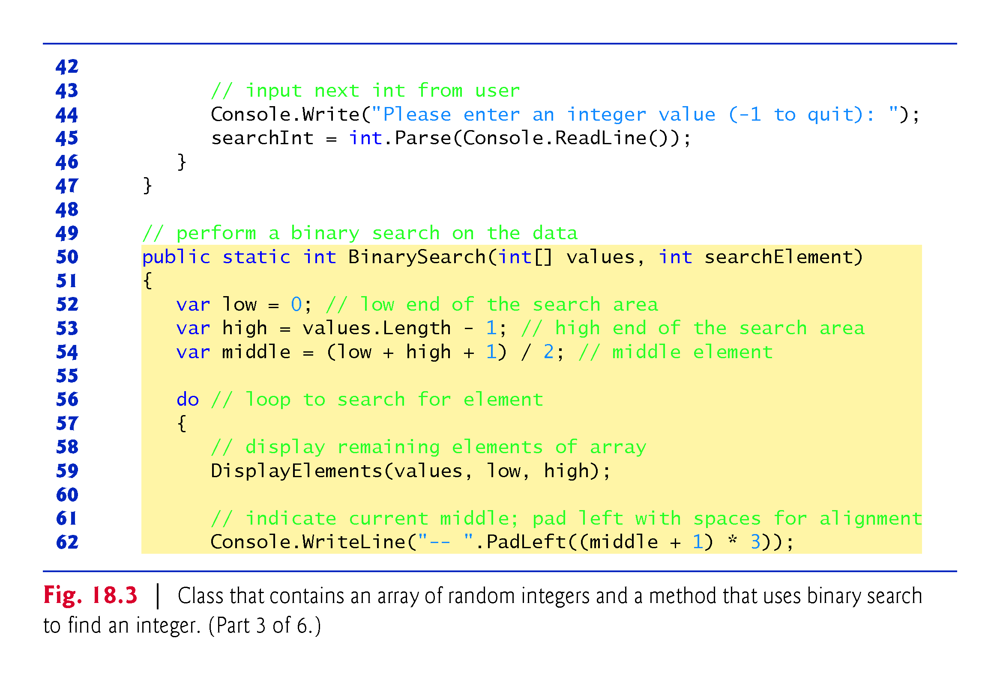 42
43 // input next int from user
44 Console.Write("Please enter an integer value (-1 to quit): ");
45 searchInt = int.Parse(Console.ReadLine());
46 }
47 }
48
49 // perform a binary search on the data
50 public static int BinarySearch(int[] values, int searchElement)
51 {
52 var low = 0; // low end of the search area
53 var high = values.Length - 1; // high end of the search area
54 var middle = (low + high + 1) / 2; // middle element
55
56 do // loop to search for element
57 {
58 // display remaining elements of array
59 DisplayElements(values, low, high);
60
61 // indicate current middle; pad left with spaces for alignment
62 Console.WriteLine("-- ".PadLeft((middle + 1) * 3));
Fig. 18.3 | Class that contains an array of random integers and a method that uses binary search
to find an integer. (Part 3 of 6.)